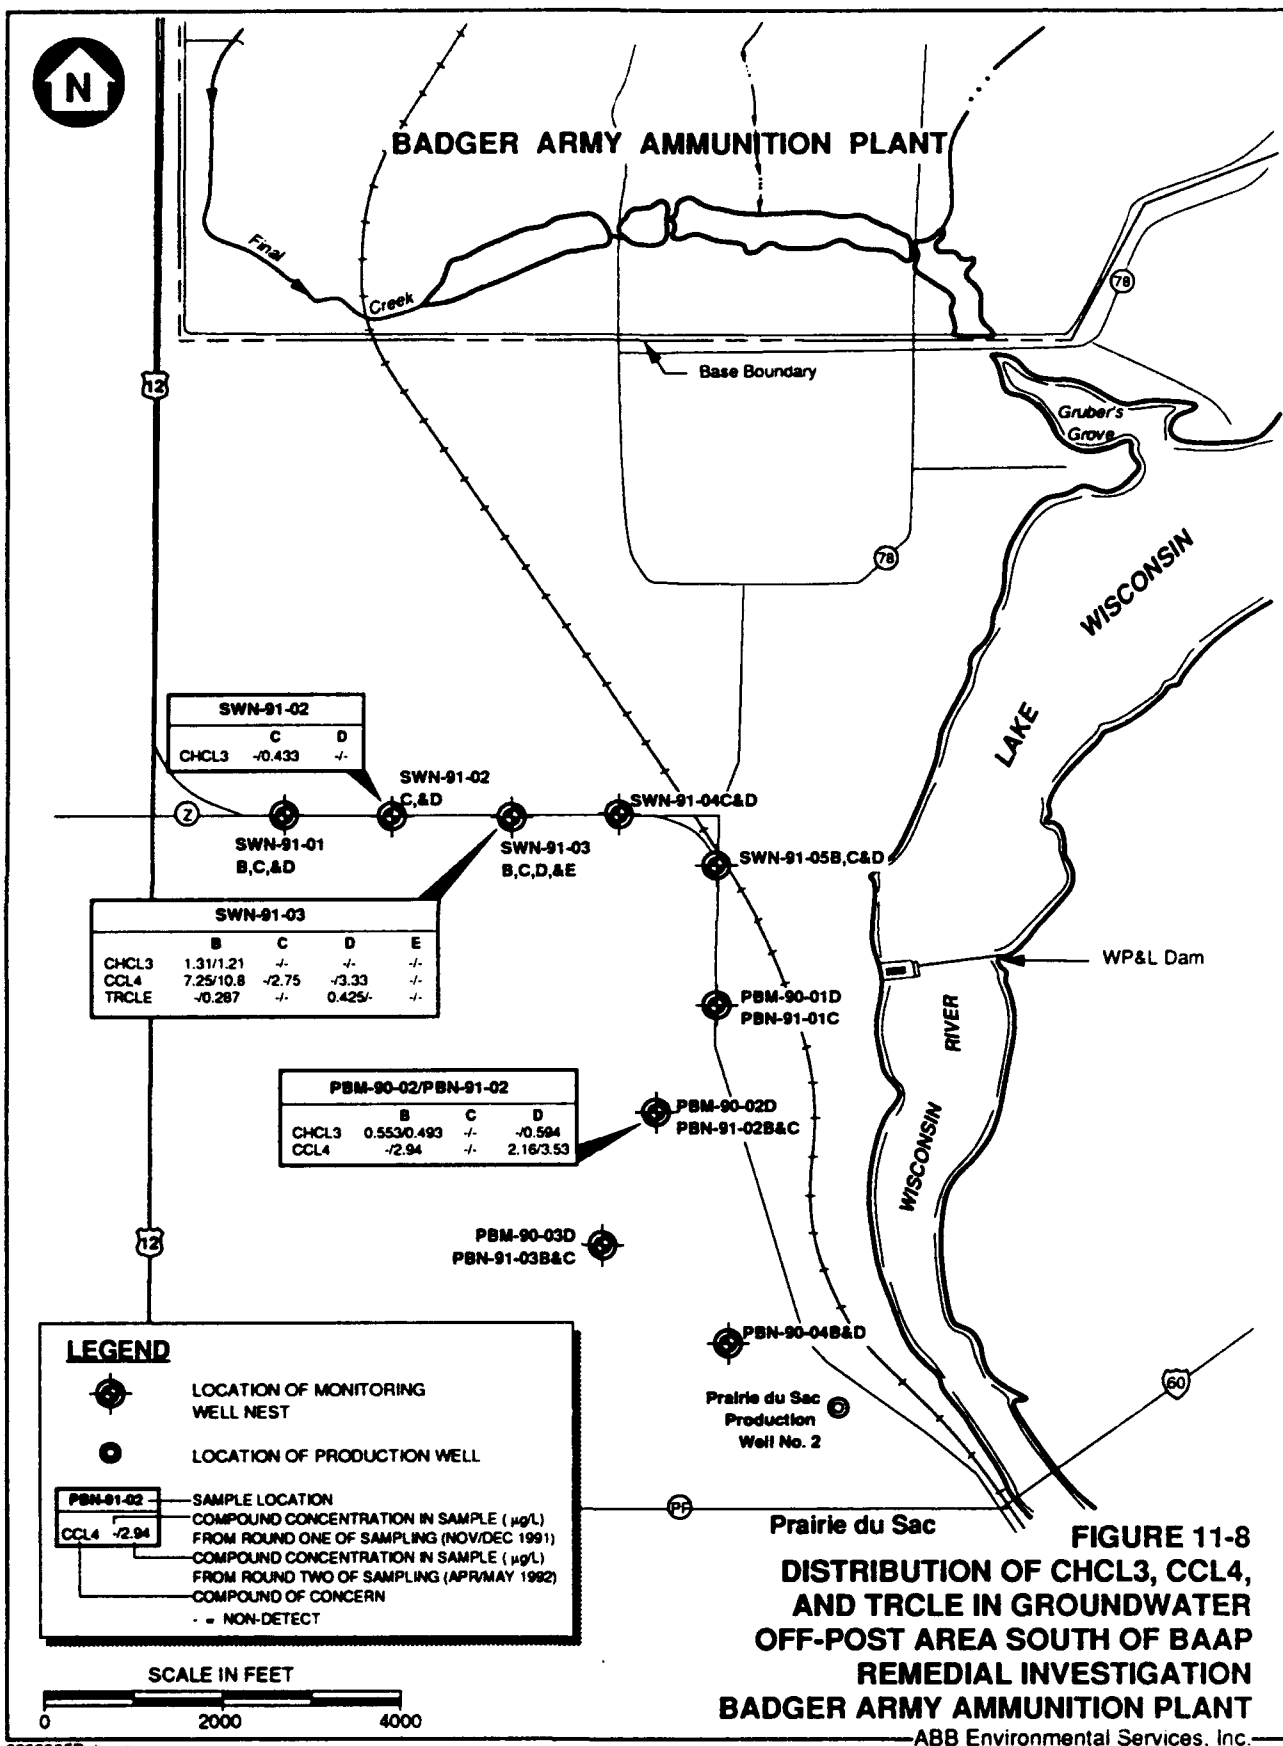 N
BADGER ARMY AMMUNITION PLANT
Final
Creek
78
12
Base Boundary
Gruber's
Grove
78
WISCONSIN
LAKE
SWN-91-02
C D
CHCL3 -/0.433 -/-
SWN-91-02
C,&D
SWN-91-04C&D
Z
SWN-91-01
B,C,&D
SWN-91-03
B,C,D,&E
SWN-91-05B,C&D
SWN-91-03
B C D E
CHCL3 1.31/1.21 -/- -/- -/-
CCL4 7.25/10.8 -/2.75 -/3.33 -/-
TRCLE -/0.287 -/- 0.425/- -/-
WP&L Dam
PBM-90-01D
PBN-91-01C
RIVER
WISCONSIN
PBM-90-02/PBN-91-02
B C D
CHCL3 0.553/0.493 -/- -/0.594
CCL4 -/2.94 -/- 2.16/3.53
PBM-90-02D
PBN-91-02B&C
12
PBM-90-03D
PBN-91-03B&C
PBN-90-04B&D
60
Prairie du Sac
Production
Well No. 2
PF
Prairie du Sac
LEGEND
LOCATION OF MONITORING
WELL NEST
LOCATION OF PRODUCTION WELL
PBN-91-02
CCL4 -/2.94
SAMPLE LOCATION
COMPOUND CONCENTRATION IN SAMPLE (µg/L)
FROM ROUND ONE OF SAMPLING (NOV/DEC 1991)
COMPOUND CONCENTRATION IN SAMPLE (µg/L)
FROM ROUND TWO OF SAMPLING (APR/MAY 1992)
COMPOUND OF CONCERN
- = NON-DETECT
SCALE IN FEET
0 2000 4000
FIGURE 11-8
DISTRIBUTION OF CHCL3, CCL4,
AND TRCLE IN GROUNDWATER
OFF-POST AREA SOUTH OF BAAP
REMEDIAL INVESTIGATION
BADGER ARMY AMMUNITION PLANT
ABB Environmental Services, Inc.